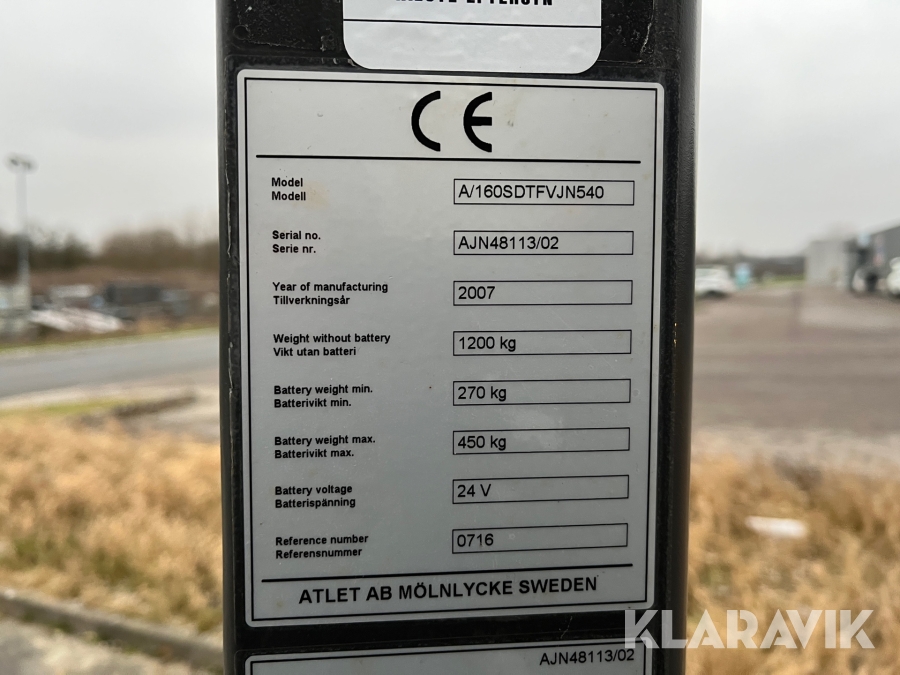 CE
Model
Modell
A/160SDTFVJN540
Serial no.
Serie nr.
AJN48113/02
Year of manufacturing
Tillverkningsår
2007
Weight without battery
Vikt utan batteri
1200 kg
Battery weight min.
Batterivikt min.
270 kg
Battery weight max.
Batterivikt max.
450 kg
Battery voltage
Batterispänning
24 V
Reference number
Referensnummer
0716
ATLET AB MÖLNLYCKE SWEDEN
KLARAVIK
AJN48113/02